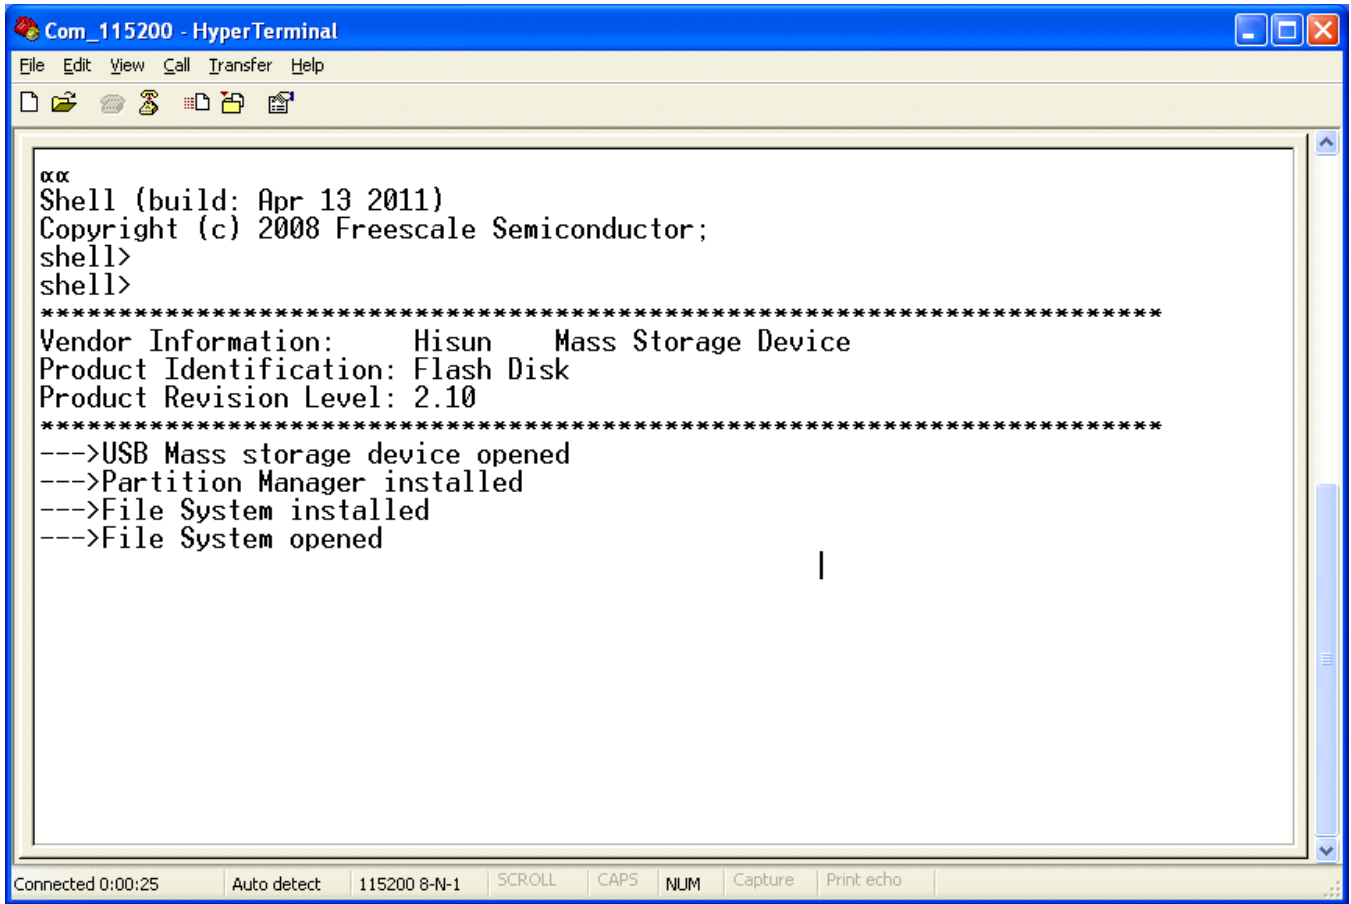 Com_115200 - HyperTerminal
File Edit View Call Transfer Help
αα
Shell (build: Apr 13 2011)
Copyright (c) 2008 Freescale Semiconductor;
shell>
shell>
************************************************************************
Vendor Information:     Hisun    Mass Storage Device
Product Identification: Flash Disk
Product Revision Level: 2.10
************************************************************************
--->USB Mass storage device opened
--->Partition Manager installed
--->File System installed
--->File System opened
Connected 0:00:25 Auto detect 115200 8-N-1 SCROLL CAPS NUM Capture Print echo